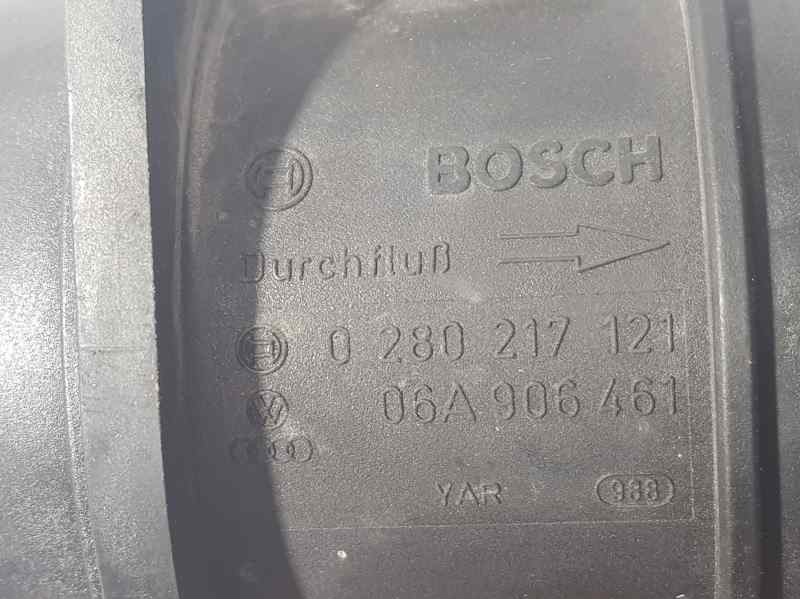 BOSCH
Durchfluß
0 280 217 121
06A 906 461
YAR 988